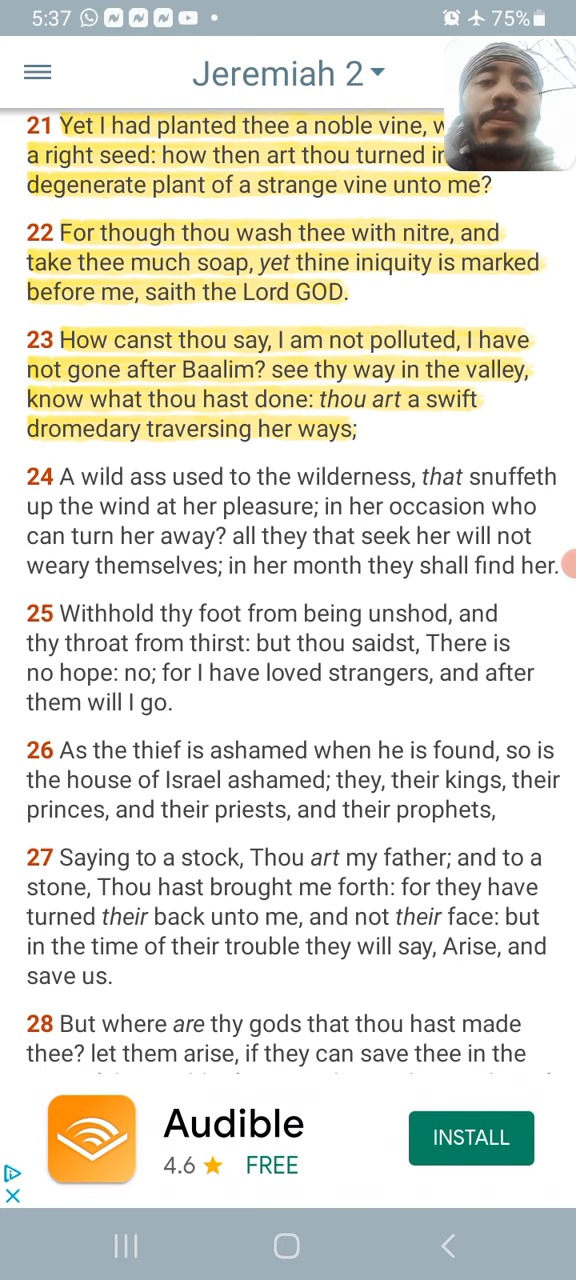 5:37
75%
Jeremiah 2
21 Yet I had planted thee a noble vine,
a right seed: how then art thou turned
degenerate plant of a strange vine unto me?
22 For though thou wash thee with nitre, and
take thee much soap, yet thine iniquity is marked
before me, saith the Lord GOD.
23 How canst thou say, I am not polluted, I have
not gone after Baalim? see thy way in the valley,
know what thou hast done: thou art a swift
dromedary traversing her ways;
24 A wild ass used to the wilderness, that snuffeth
up the wind at her pleasure; in her occasion who
can turn her away? all they that seek her will not
weary themselves; in her month they shall find her.
25 Withhold thy foot from being unshod, and
thy throat from thirst: but thou saidst, There is
no hope: no; for I have loved strangers, and after
them will I go.
26 As the thief is ashamed when he is found, so is
the house of Israel ashamed; they, their kings, their
princes, and their priests, and their prophets,
27 Saying to a stock, Thou art my father; and to a
stone, Thou hast brought me forth: for they have
turned their back unto me, and not their face: but
in the time of their trouble they will say, Arise, and
save us.
28 But where are thy gods that thou hast made
thee? let them arise, if they can save thee in the
Audible
4.6 FREE
INSTALL